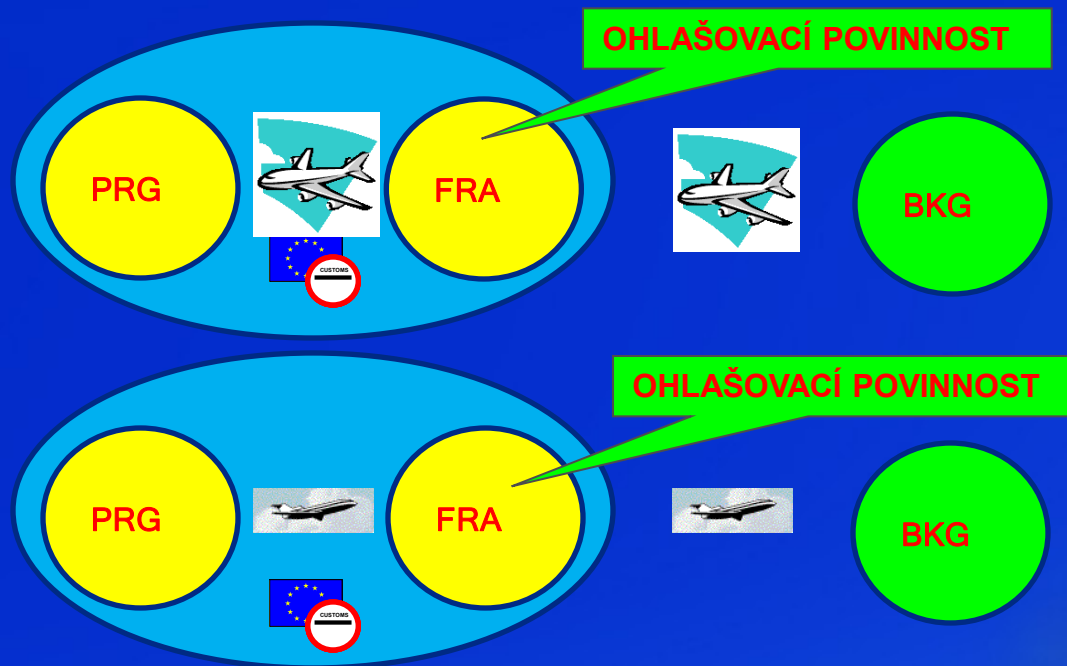 OHLAŠOVACÍ POVINNOST
PRG
FRA
BKG
CUSTOMS
OHLAŠOVACÍ POVINNOST
PRG
FRA
BKG
CUSTOMS